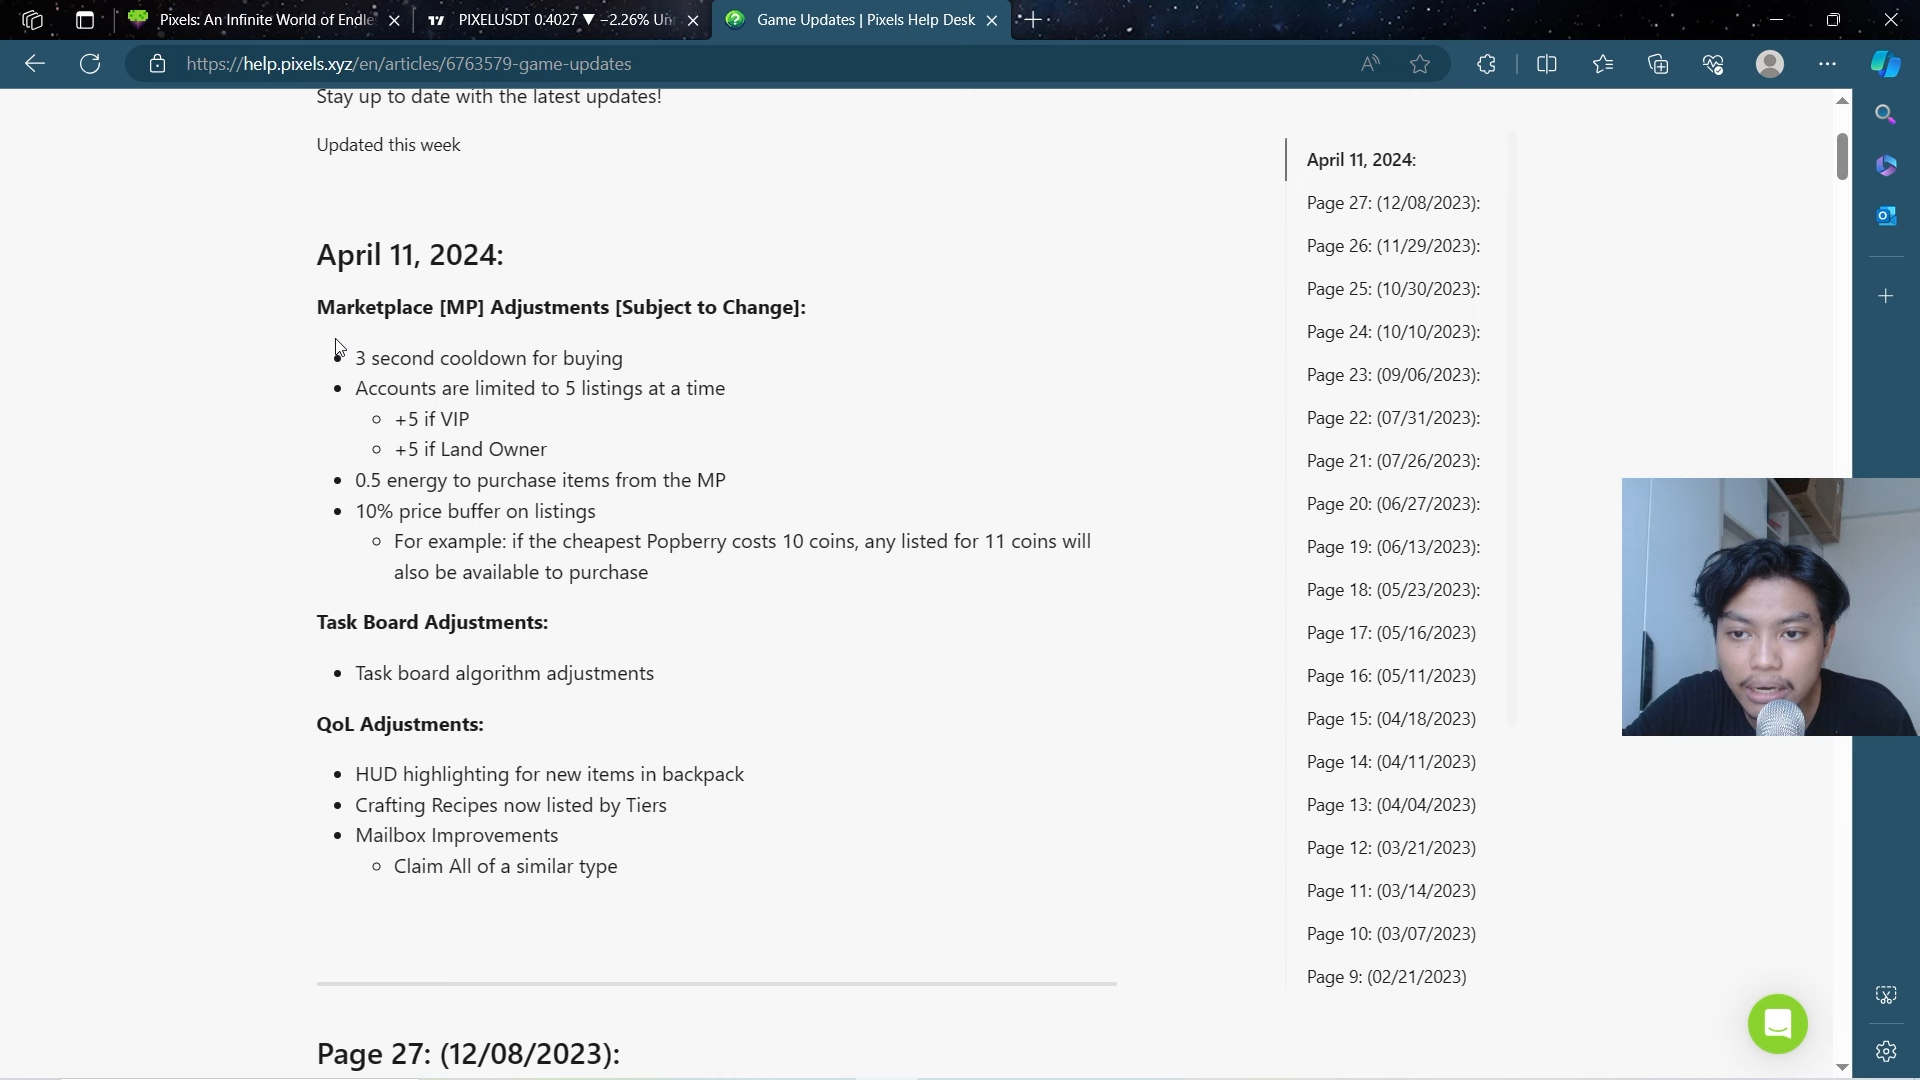 Pixels: An Infinite World of Endle
PIXELUSDT 0.4027 ▼ −2.26% Un
Game Updates | Pixels Help Desk
https://help.pixels.xyz/en/articles/6763579-game-updates
Stay up to date with the latest updates!
Updated this week
April 11, 2024:
Marketplace [MP] Adjustments [Subject to Change]:
3 second cooldown for buying
Accounts are limited to 5 listings at a time
+5 if VIP
+5 if Land Owner
0.5 energy to purchase items from the MP
10% price buffer on listings
For example: if the cheapest Popberry costs 10 coins, any listed for 11 coins will
also be available to purchase
Task Board Adjustments:
Task board algorithm adjustments
QoL Adjustments:
HUD highlighting for new items in backpack
Crafting Recipes now listed by Tiers
Mailbox Improvements
Claim All of a similar type
Page 27: (12/08/2023):
April 11, 2024:
Page 27: (12/08/2023):
Page 26: (11/29/2023):
Page 25: (10/30/2023):
Page 24: (10/10/2023):
Page 23: (09/06/2023):
Page 22: (07/31/2023):
Page 21: (07/26/2023):
Page 20: (06/27/2023):
Page 19: (06/13/2023):
Page 18: (05/23/2023):
Page 17: (05/16/2023)
Page 16: (05/11/2023)
Page 15: (04/18/2023)
Page 14: (04/11/2023)
Page 13: (04/04/2023)
Page 12: (03/21/2023)
Page 11: (03/14/2023)
Page 10: (03/07/2023)
Page 9: (02/21/2023)